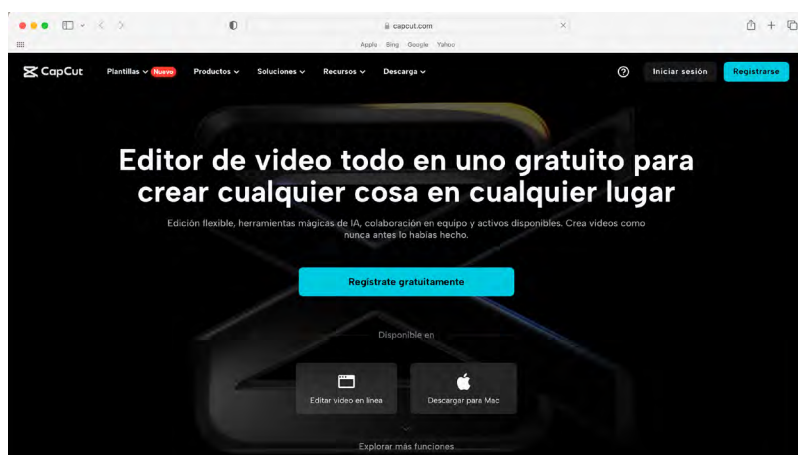 capcut.com
Apple Bing Google Yahoo
CapCut Plantillas Nuevo Productos Soluciones Recursos Descarga Iniciar sesión Registrarse
Editor de video todo en uno gratuito para
crear cualquier cosa en cualquier lugar
Edición flexible, herramientas mágicas de IA, colaboración en equipo y activos disponibles. Crea videos como
nunca antes lo habías hecho.
Regístrate gratuitamente
Disponible en
Editar video en línea Descargar para Mac
Explorar más funciones